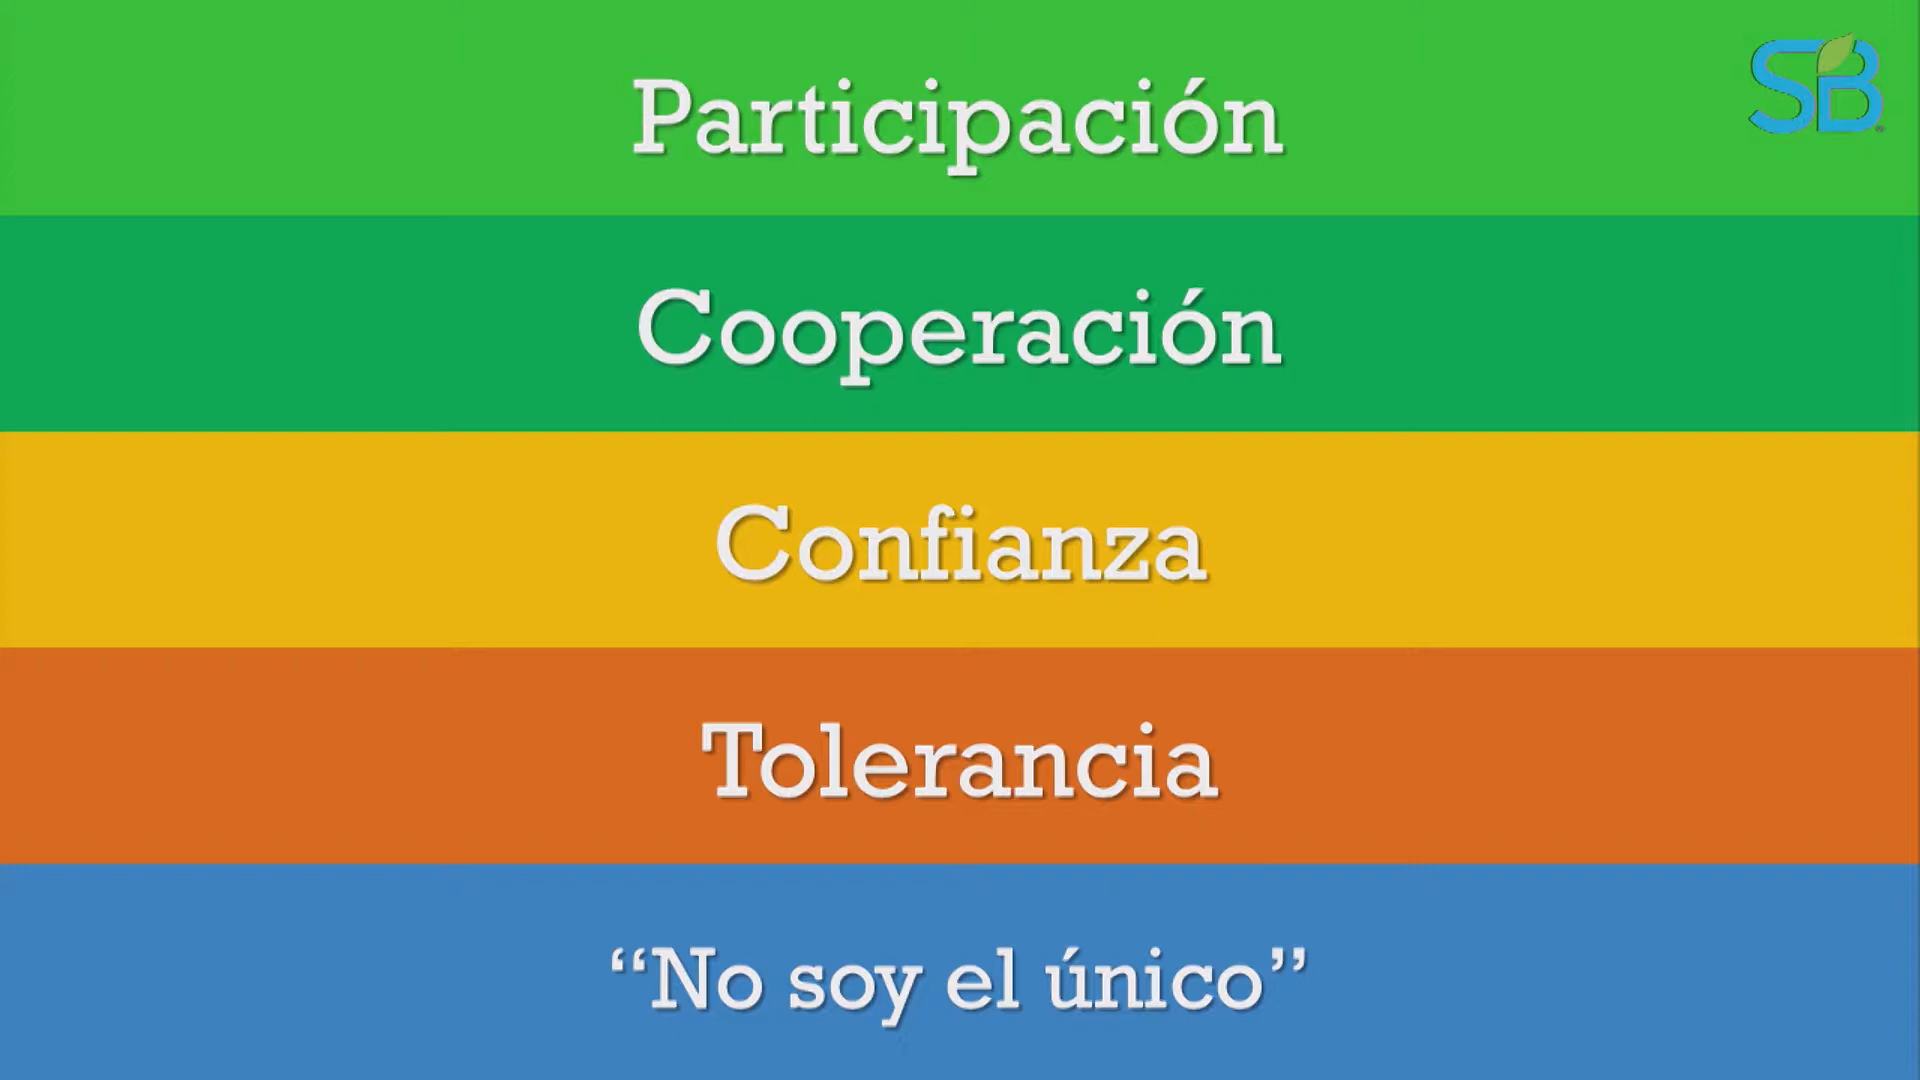 SB
Participación
Cooperación
Confianza
Tolerancia
“No soy el único”